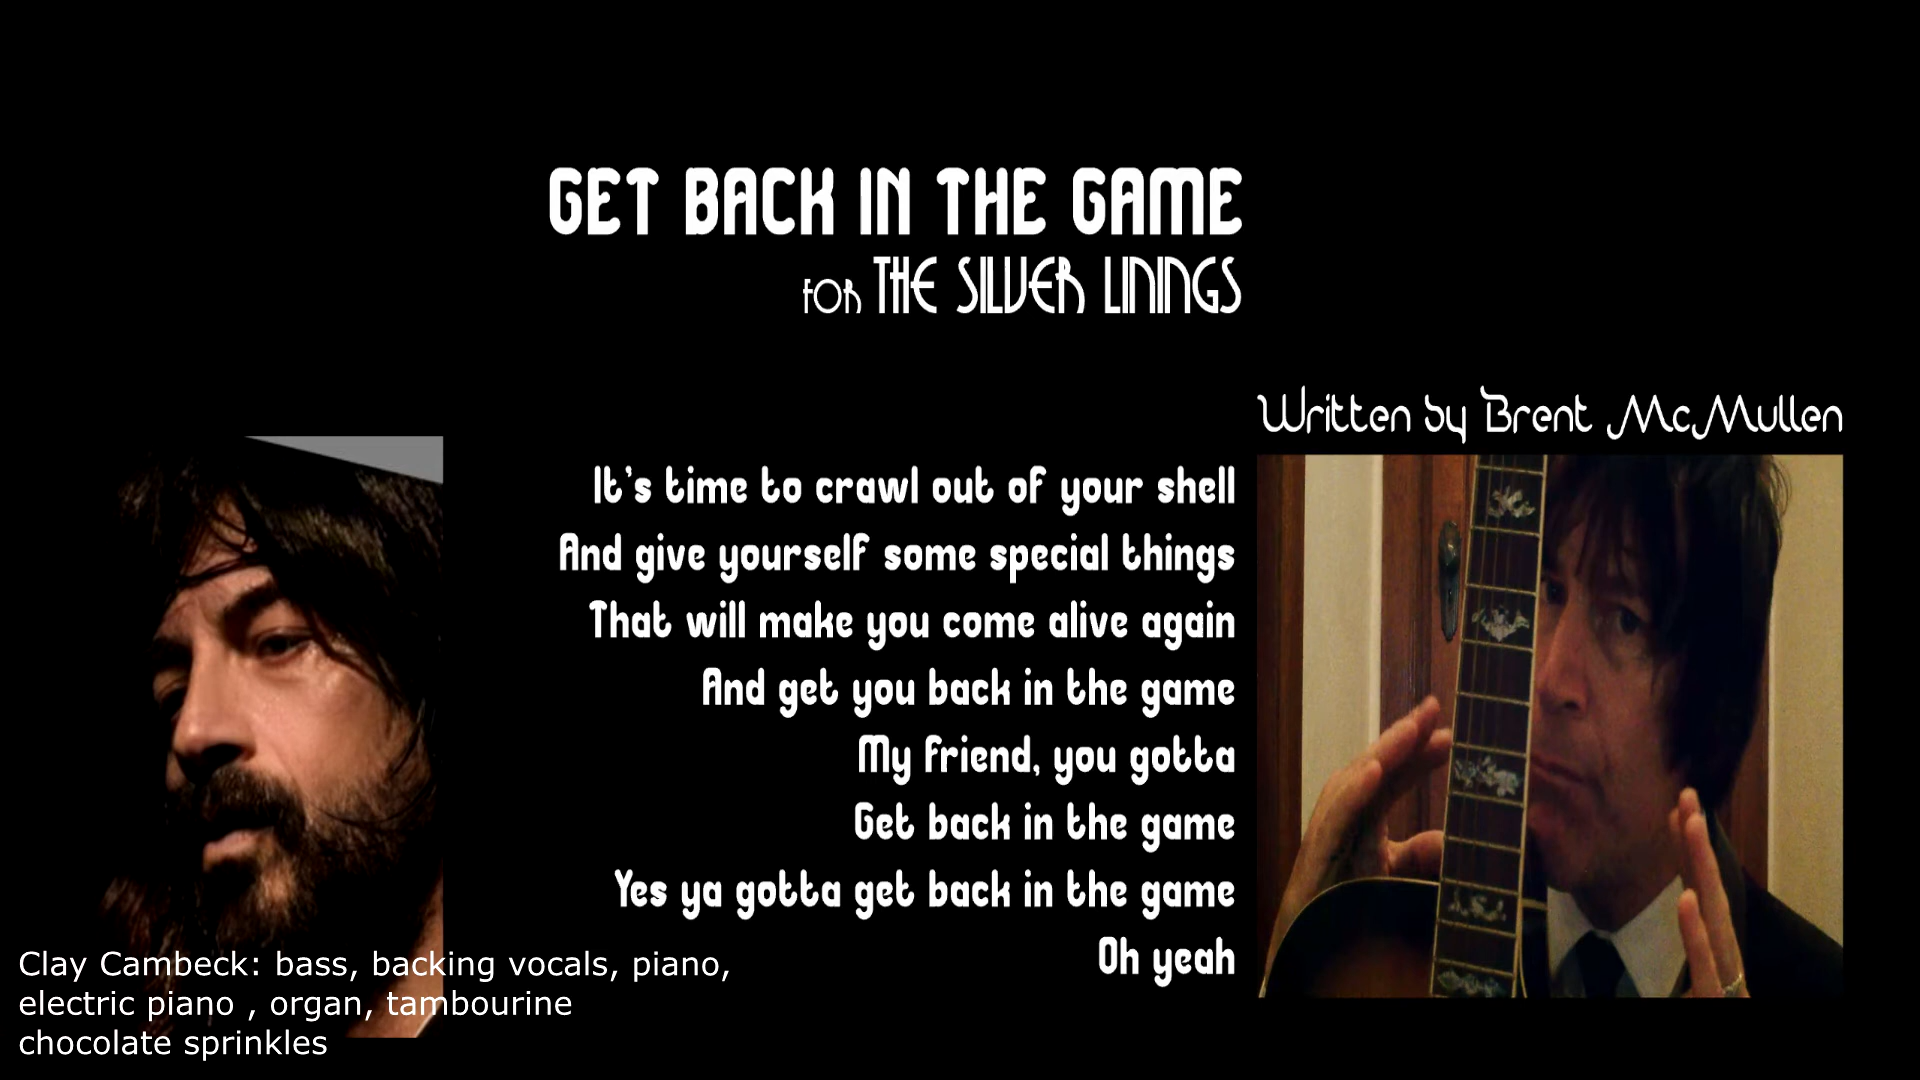 GET BACK IN THE GAME
FOR THE SILVER LININGS
Written by Brent McMullen
It's time to crawl out of your shell
And give yourself some special things
That will make you come alive again
And get you back in the game
My friend, you gotta
Get back in the game
Yes ya gotta get back in the game
Oh yeah
Clay Cambeck: bass, backing vocals, piano,
electric piano , organ, tambourine
chocolate sprinkles